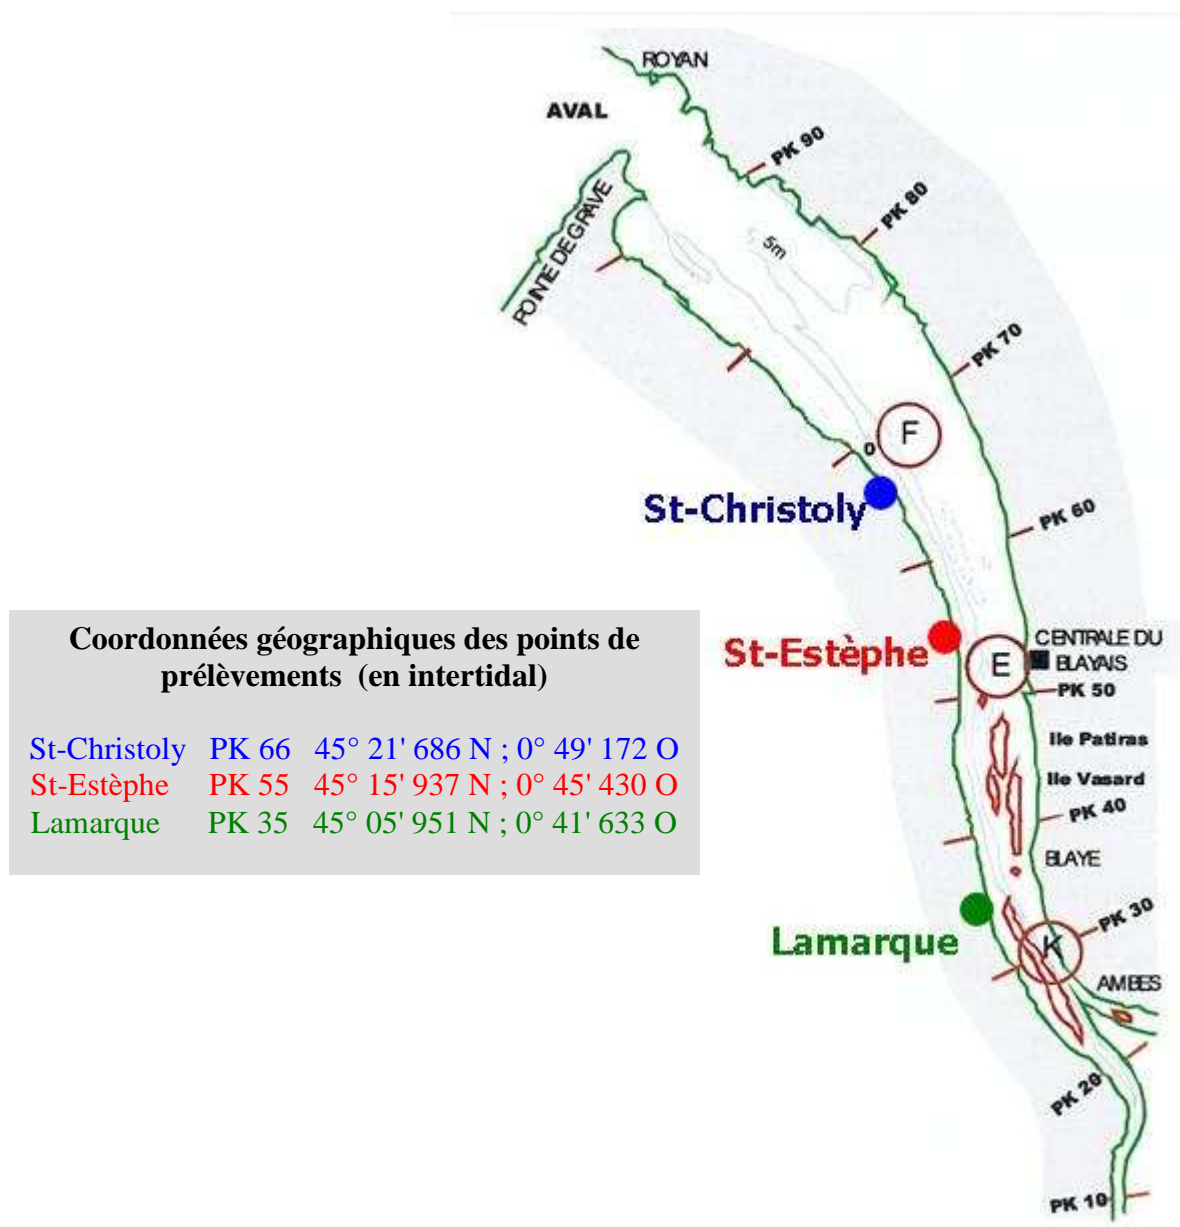 ROYAN
AVAL
PK 90
POINTE DE GRAVE
PK 80
5m
PK 70
F
0
St-Christoly
PK 60
St-Estèphe
E
CENTRALE DU
BLAYAIS
PK 50
Ile Patiras
Ile Vasard
PK 40
BLAYE
Lamarque
PK 30
K
AMBES
PK 20
PK 10
Coordonnées géographiques des points de
prélèvements (en intertidal)
St-Christoly PK 66 45° 21' 686 N ; 0° 49' 172 O
St-Estèphe PK 55 45° 15' 937 N ; 0° 45' 430 O
Lamarque PK 35 45° 05' 951 N ; 0° 41' 633 O